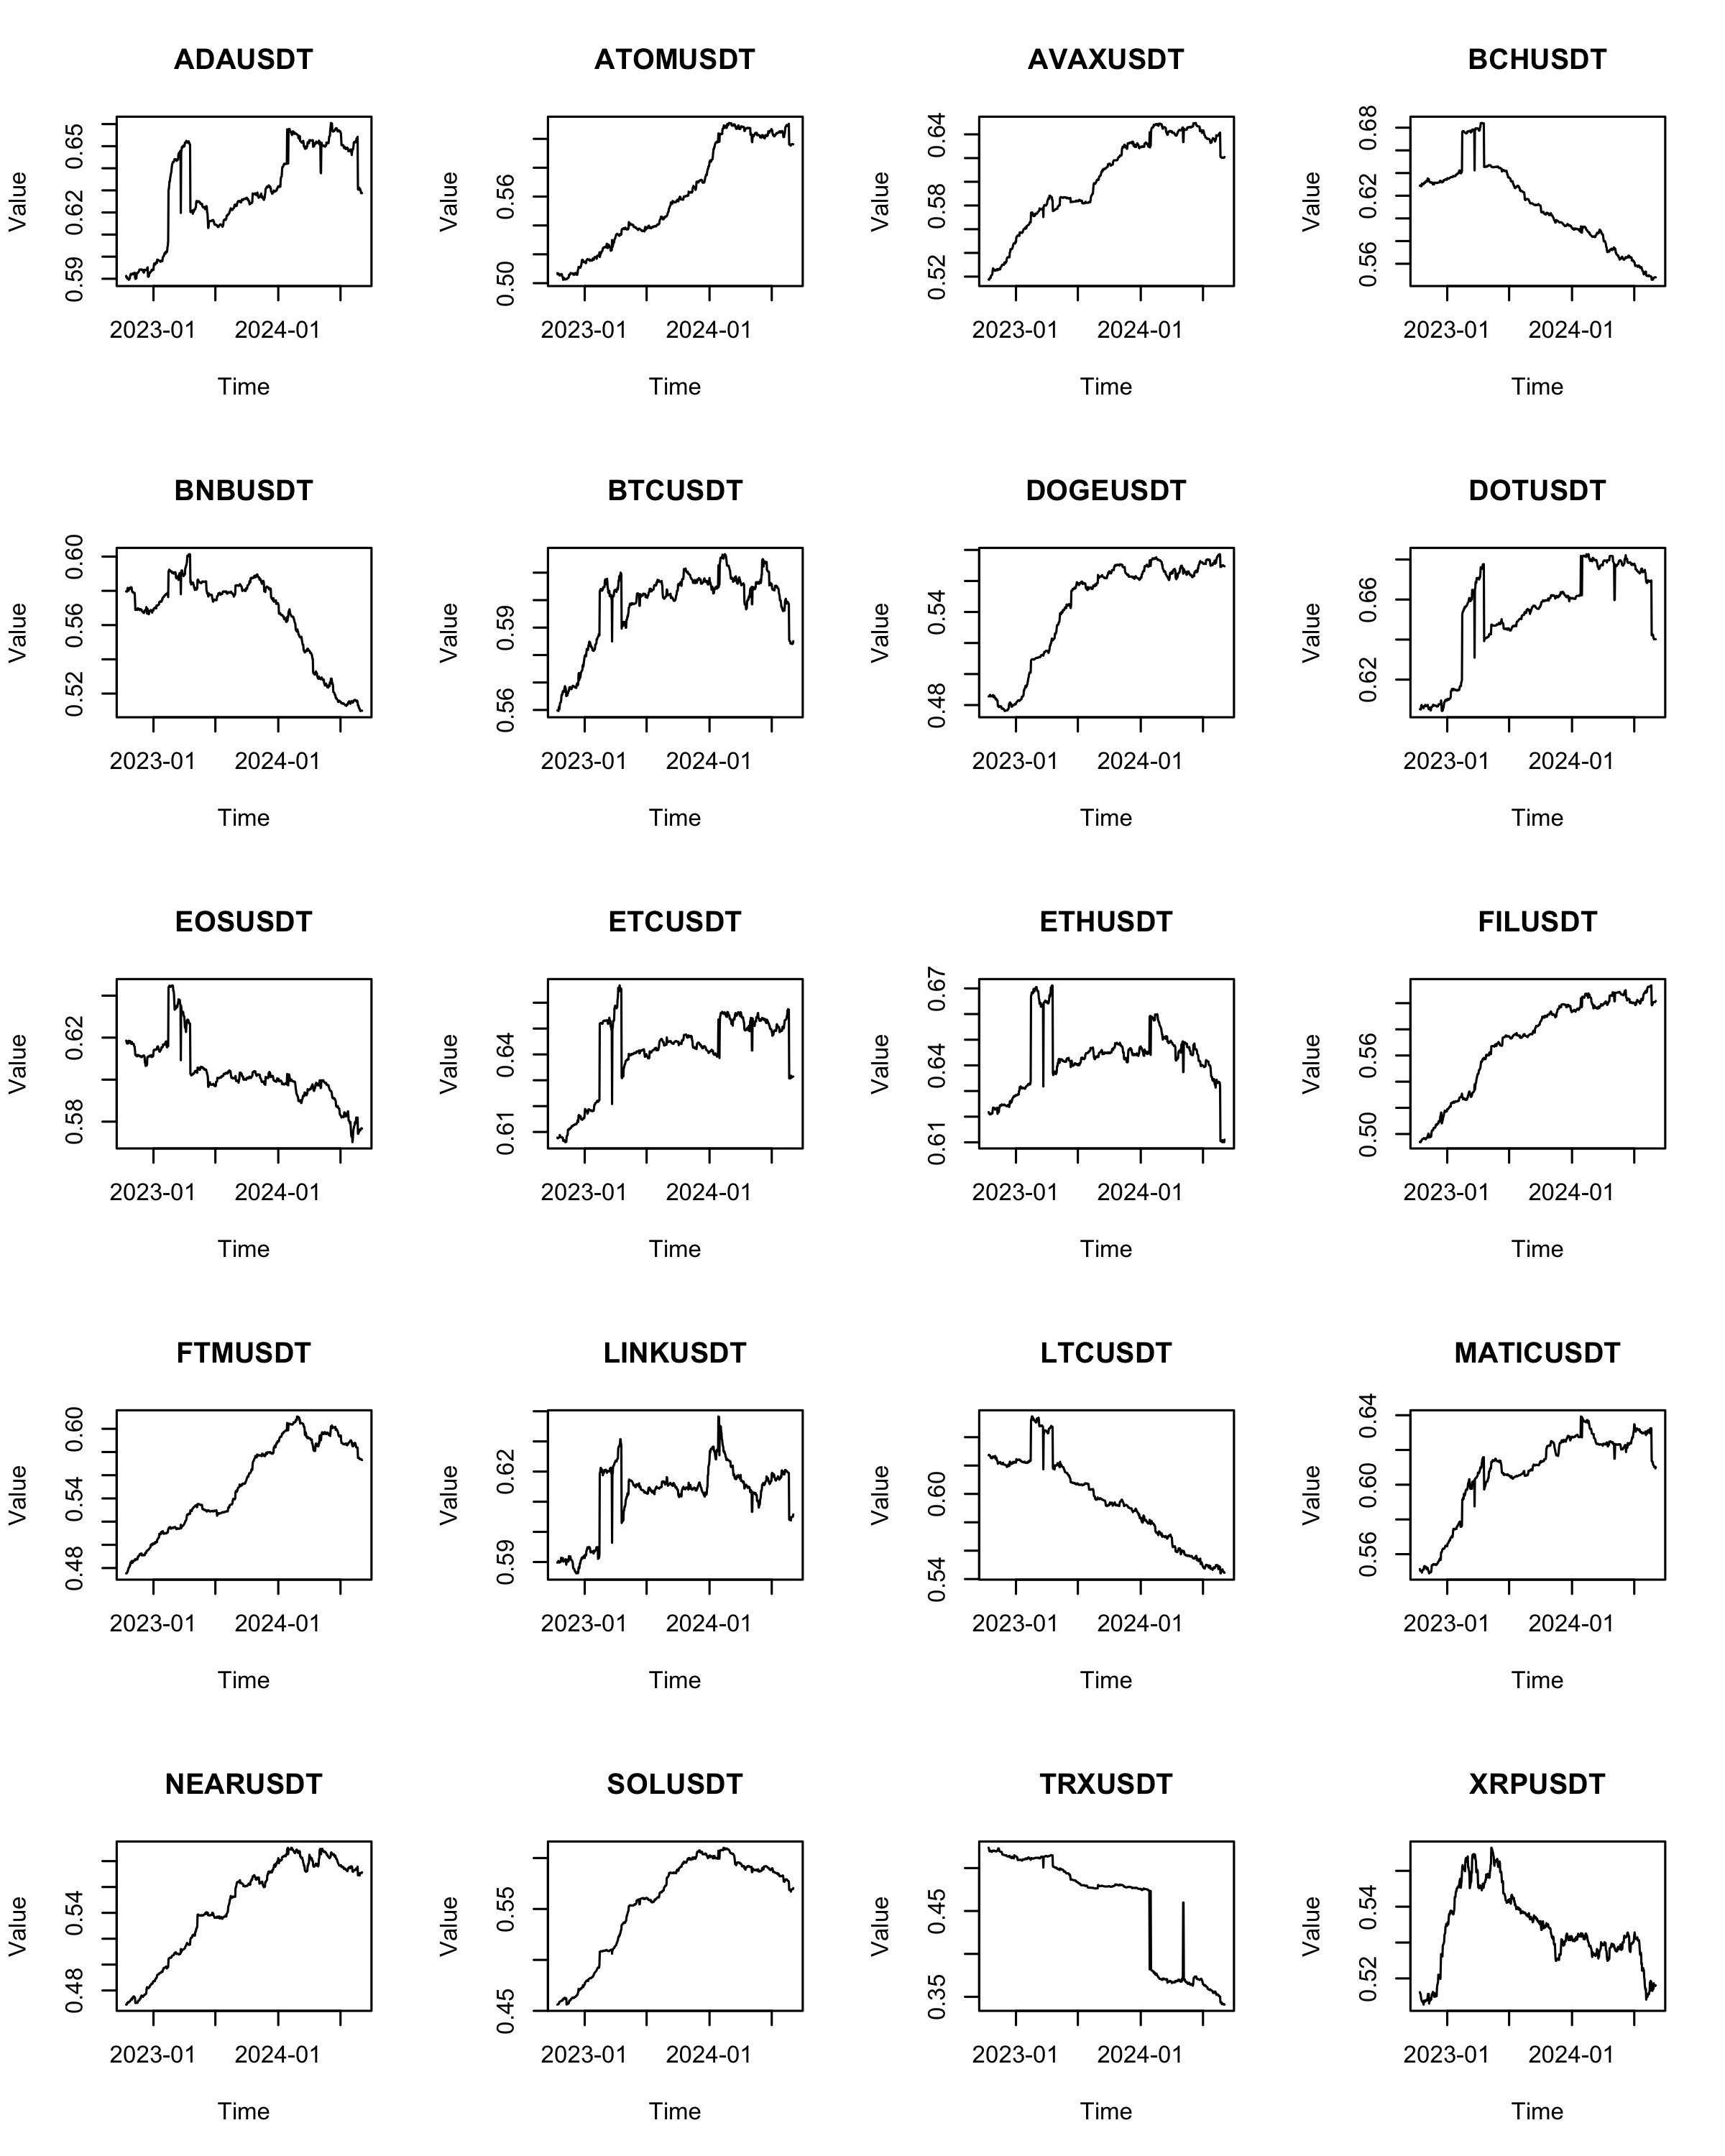 ADAUSDT
Value
0.59 0.62 0.65
2023-01 2024-01
Time
ATOMUSDT
Value
0.50 0.56
2023-01 2024-01
Time
AVAXUSDT
Value
0.52 0.58 0.64
2023-01 2024-01
Time
BCHUSDT
Value
0.56 0.62 0.68
2023-01 2024-01
Time
BNBUSDT
Value
0.52 0.56 0.60
2023-01 2024-01
Time
BTCUSDT
Value
0.56 0.59
2023-01 2024-01
Time
DOGEUSDT
Value
0.48 0.54
2023-01 2024-01
Time
DOTUSDT
Value
0.62 0.66
2023-01 2024-01
Time
EOSUSDT
Value
0.58 0.62
2023-01 2024-01
Time
ETCUSDT
Value
0.61 0.64
2023-01 2024-01
Time
ETHUSDT
Value
0.61 0.64 0.67
2023-01 2024-01
Time
FILUSDT
Value
0.50 0.56
2023-01 2024-01
Time
FTMUSDT
Value
0.48 0.54 0.60
2023-01 2024-01
Time
LINKUSDT
Value
0.59 0.62
2023-01 2024-01
Time
LTCUSDT
Value
0.54 0.60
2023-01 2024-01
Time
MATICUSDT
Value
0.56 0.60 0.64
2023-01 2024-01
Time
NEARUSDT
Value
0.48 0.54
2023-01 2024-01
Time
SOLUSDT
Value
0.45 0.55
2023-01 2024-01
Time
TRXUSDT
Value
0.35 0.45
2023-01 2024-01
Time
XRPUSDT
Value
0.52 0.54
2023-01 2024-01
Time